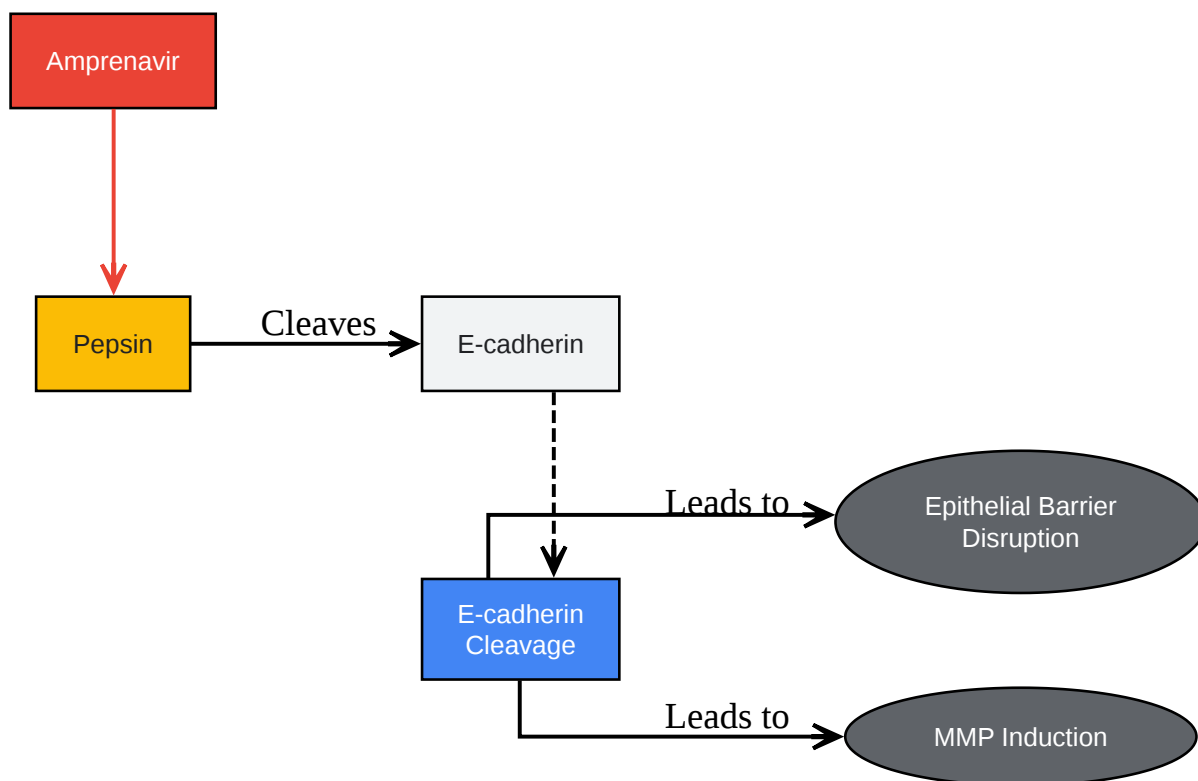 Amprenavir
Cleaves
Pepsin
E-cadherin
Leads to
Epithelial Barrier
Disruption
E-cadherin
Cleavage
Leads to
MMP Induction